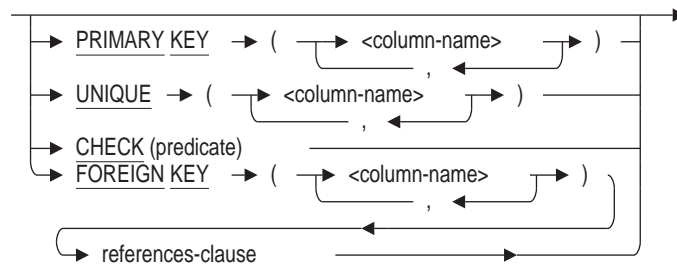 PRIMARY KEY ( <column-name> )
,
UNIQUE ( <column-name> )
,
CHECK (predicate)
FOREIGN KEY ( <column-name> )
,
references-clause